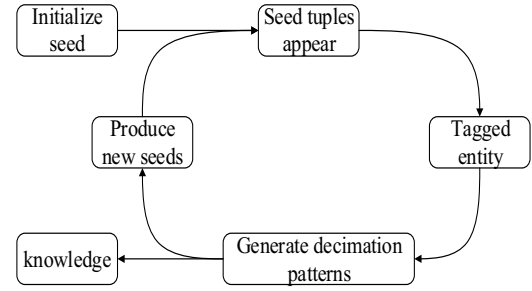 Initialize
seed
Seed tuples
appear
Produce
new seeds
Tagged
entity
knowledge
Generate decimation
patterns